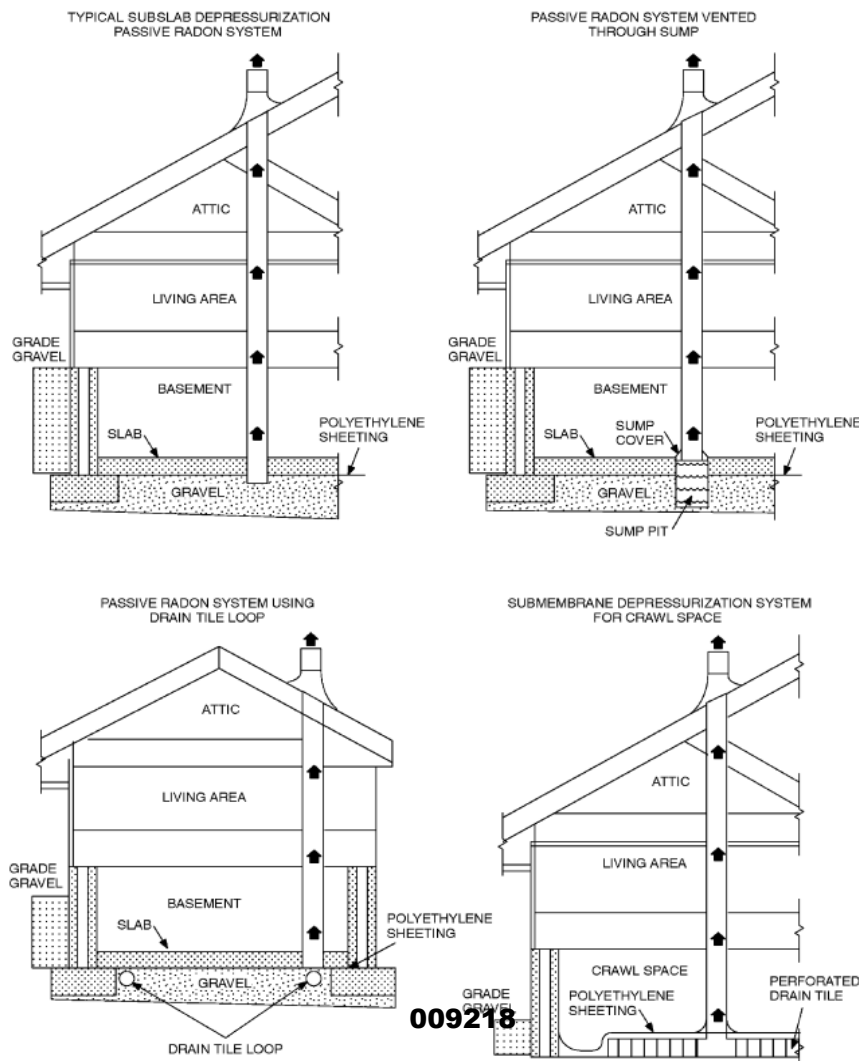 TYPICAL SUBSLAB DEPRESSURIZATION
PASSIVE RADON SYSTEM
ATTIC
LIVING AREA
GRADE
GRAVEL
BASEMENT
SLAB
POLYETHYLENE
SHEETING
GRAVEL
PASSIVE RADON SYSTEM VENTED
THROUGH SUMP
ATTIC
LIVING AREA
GRADE
GRAVEL
BASEMENT
SUMP
COVER
SLAB
POLYETHYLENE
SHEETING
GRAVEL
SUMP PIT
PASSIVE RADON SYSTEM USING
DRAIN TILE LOOP
ATTIC
LIVING AREA
GRADE
GRAVEL
BASEMENT
SLAB
POLYETHYLENE
SHEETING
GRAVEL
DRAIN TILE LOOP
SUBMEMBRANE DEPRESSURIZATION SYSTEM
FOR CRAWL SPACE
ATTIC
LIVING AREA
CRAWL SPACE
POLYETHYLENE
SHEETING
PERFORATED
DRAIN TILE
GRADE
GRAVEL
009218